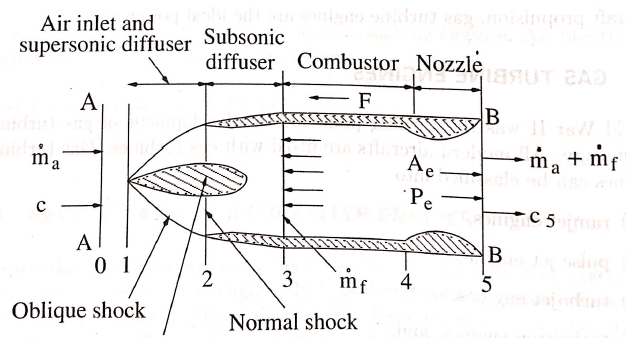 Air inlet and
supersonic diffuser
Subsonic
diffuser
Combustor
Nozzle
F
A
B
ṁa
ṁa + ṁf
Ae
Pe
c
c5
A
B
0 1 2 3 4 5
ṁf
Oblique shock
Normal shock